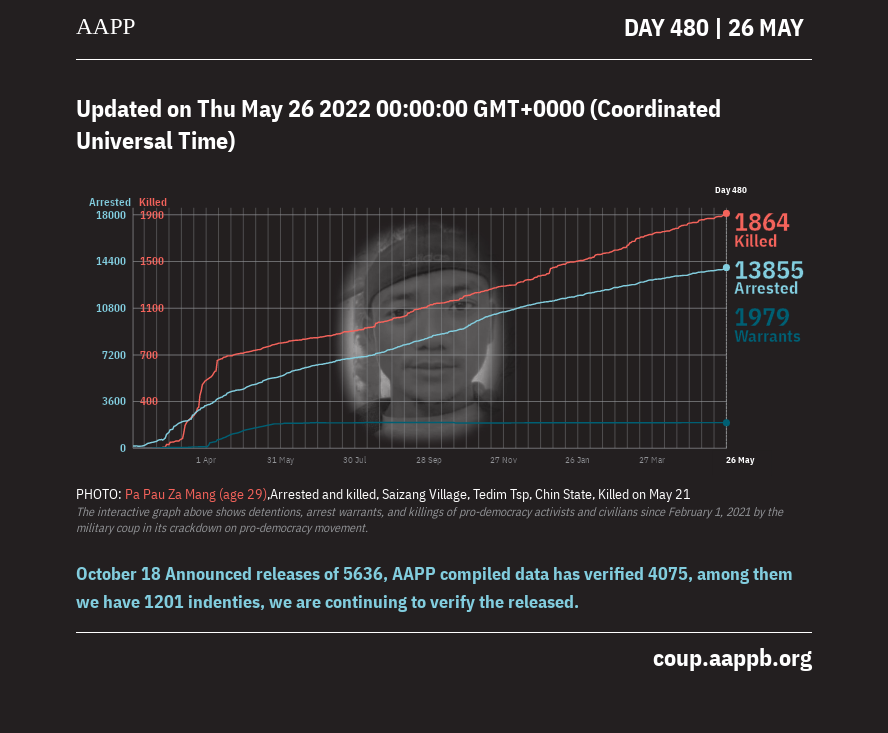 AAPP
DAY 480 | 26 MAY
Updated on Thu May 26 2022 00:00:00 GMT+0000 (Coordinated
Universal Time)
Day 480
Arrested Killed
18000 1900
14400 1500
10800 1100
7200 700
3600 400
0
1864
Killed
13855
Arrested
1979
Warrants
1 Apr 31 May 30 Jul 28 Sep 27 Nov 26 Jan 27 Mar 26 May
PHOTO: Pa Pau Za Mang (age 29),Arrested and killed, Saizang Village, Tedim Tsp, Chin State, Killed on May 21
The interactive graph above shows detentions, arrest warrants, and killings of pro-democracy activists and civilians since February 1, 2021 by the
military coup in its crackdown on pro-democracy movement.
October 18 Announced releases of 5636, AAPP compiled data has verified 4075, among them
we have 1201 indenties, we are continuing to verify the released.
coup.aappb.org